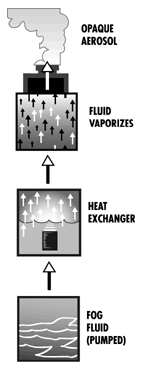 OPAQUE
AEROSOL
FLUID
VAPORIZES
HEAT
EXCHANGER
FOG
FLUID
(PUMPED)